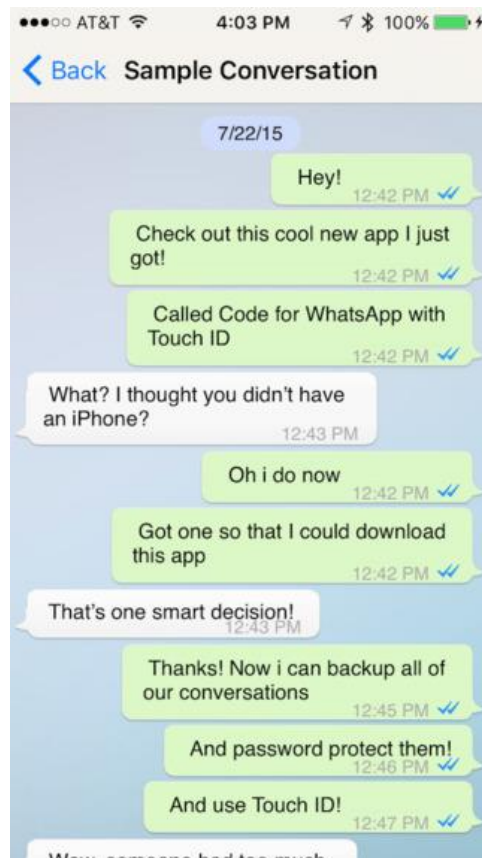 AT&T 4:03 PM 100%
Back Sample Conversation
7/22/15
Hey!
12:42 PM
Check out this cool new app I just
got!
12:42 PM
Called Code for WhatsApp with
Touch ID
12:42 PM
What? I thought you didn't have
an iPhone?
12:43 PM
Oh i do now
12:42 PM
Got one so that I could download
this app
12:42 PM
That's one smart decision!
12:43 PM
Thanks! Now i can backup all of
our conversations
12:45 PM
And password protect them!
12:46 PM
And use Touch ID!
12:47 PM
Wow, someone had too much